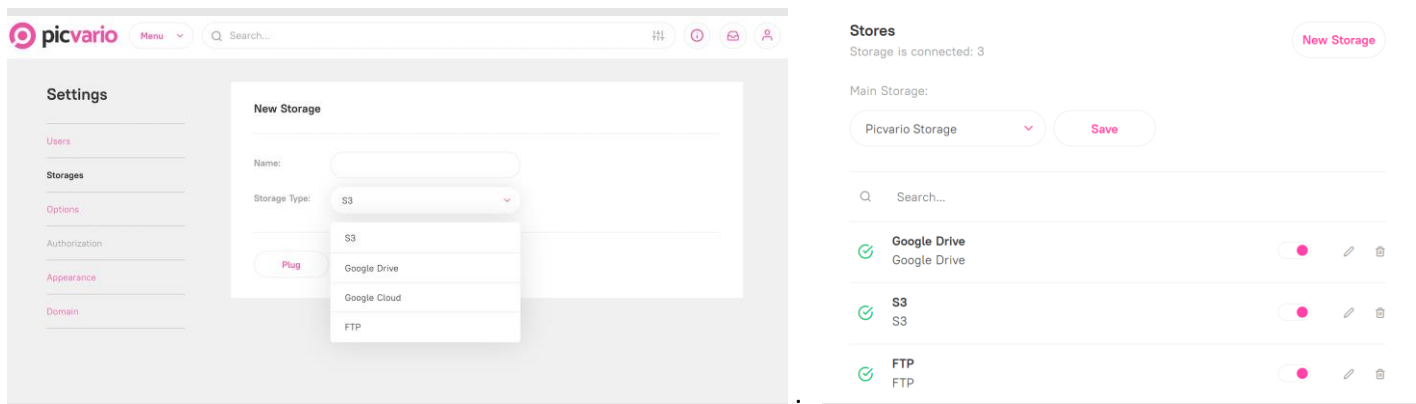 picvario
Menu
Search...
Settings
Users
Storages
Options
Authorization
Appearance
Domain
New Storage
Name:
Storage Type:
S3
S3
Google Drive
Google Cloud
FTP
Plug
.
Stores
Storage is connected: 3
New Storage
Main Storage:
Picvario Storage
Save
Search...
Google Drive
Google Drive
S3
S3
FTP
FTP